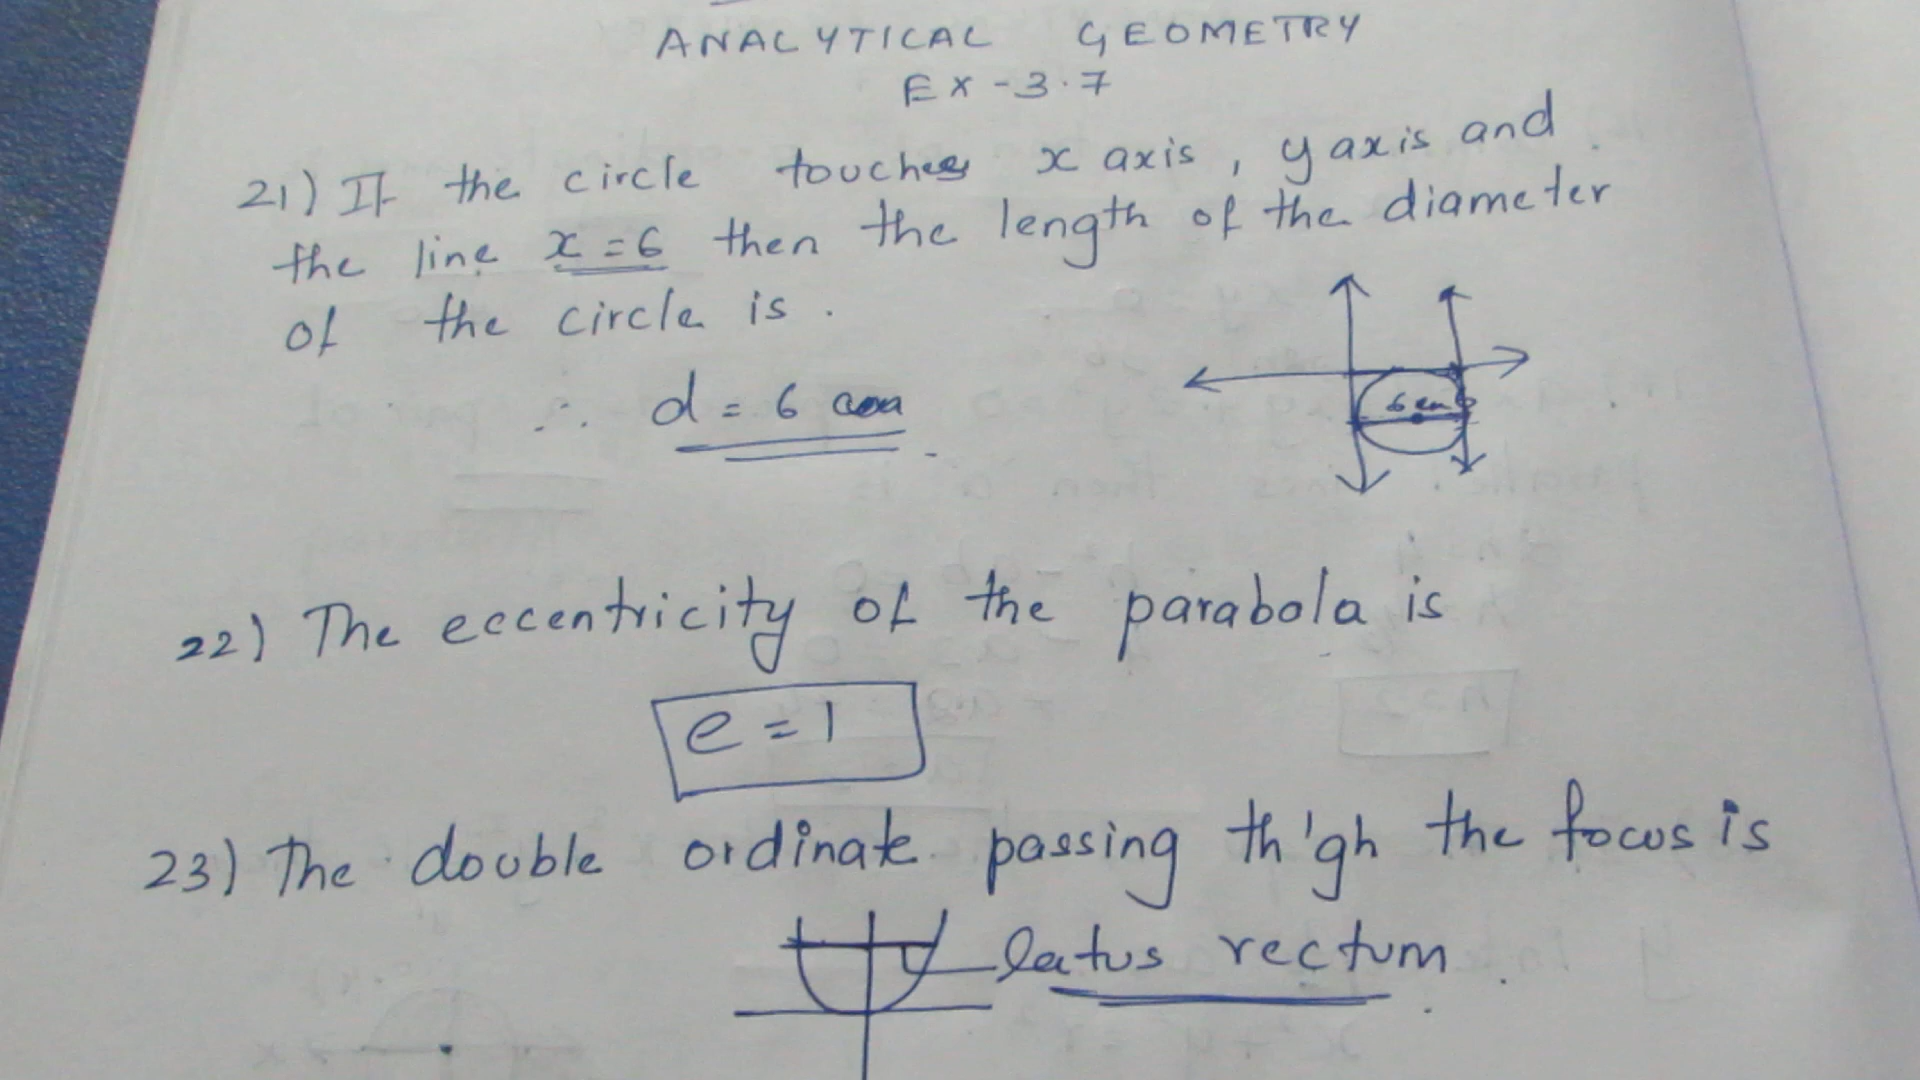 ANALYTICAL GEOMETRY
EX-3.7
21) If the circle touches x axis, y axis and
the line x = 6 then the length of the diameter
of the circle is.
∴ d = 6 cm
6 cm
22) The eccentricity of the parabola is
e = 1
23) The double ordinate passing th'gh the focus is
latus rectum.